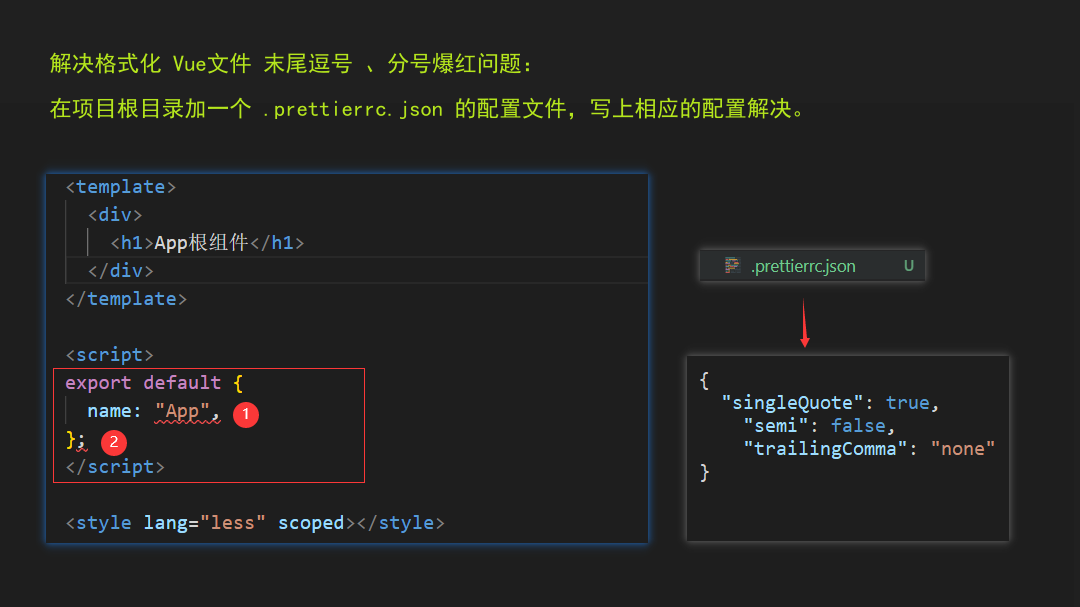 解决格式化 Vue文件 末尾逗号 、分号爆红问题:
在项目根目录加一个 .prettierrc.json 的配置文件，写上相应的配置解决。
<template>
  <div>
    <h1>App根组件</h1>
  </div>
</template>
<script>
export default {
  name: "App", 1
}; 2
</script>
<style lang="less" scoped></style>
.prettierrc.json U
{
  "singleQuote": true,
    "semi": false,
    "trailingComma": "none"
}